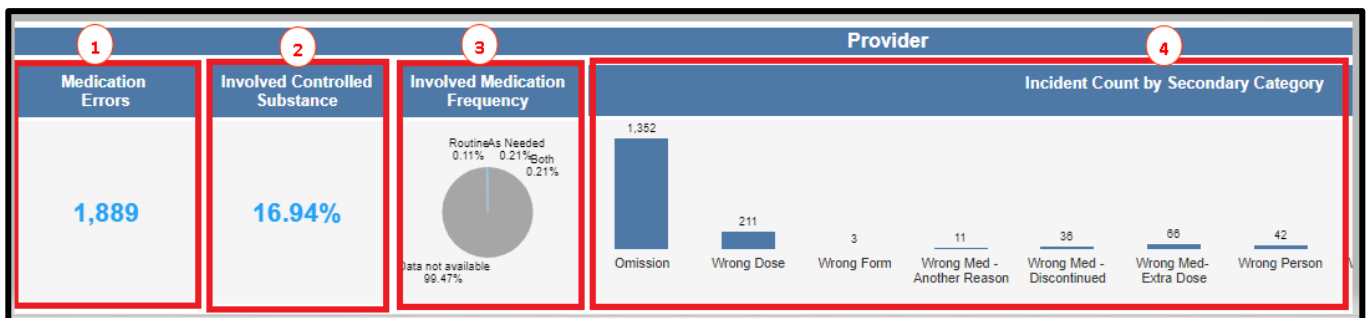 1
2
3
4
Provider
Medication
Errors
Involved Controlled
Substance
Involved Medication
Frequency
Incident Count by Secondary Category
1,889
16.94%
Routine
0.11%
As Needed
0.21%
Both
0.21%
Data not available
99.47%
1,352
211
3
11
36
66
42
Omission
Wrong Dose
Wrong Form
Wrong Med -
Another Reason
Wrong Med -
Discontinued
Wrong Med-
Extra Dose
Wrong Person